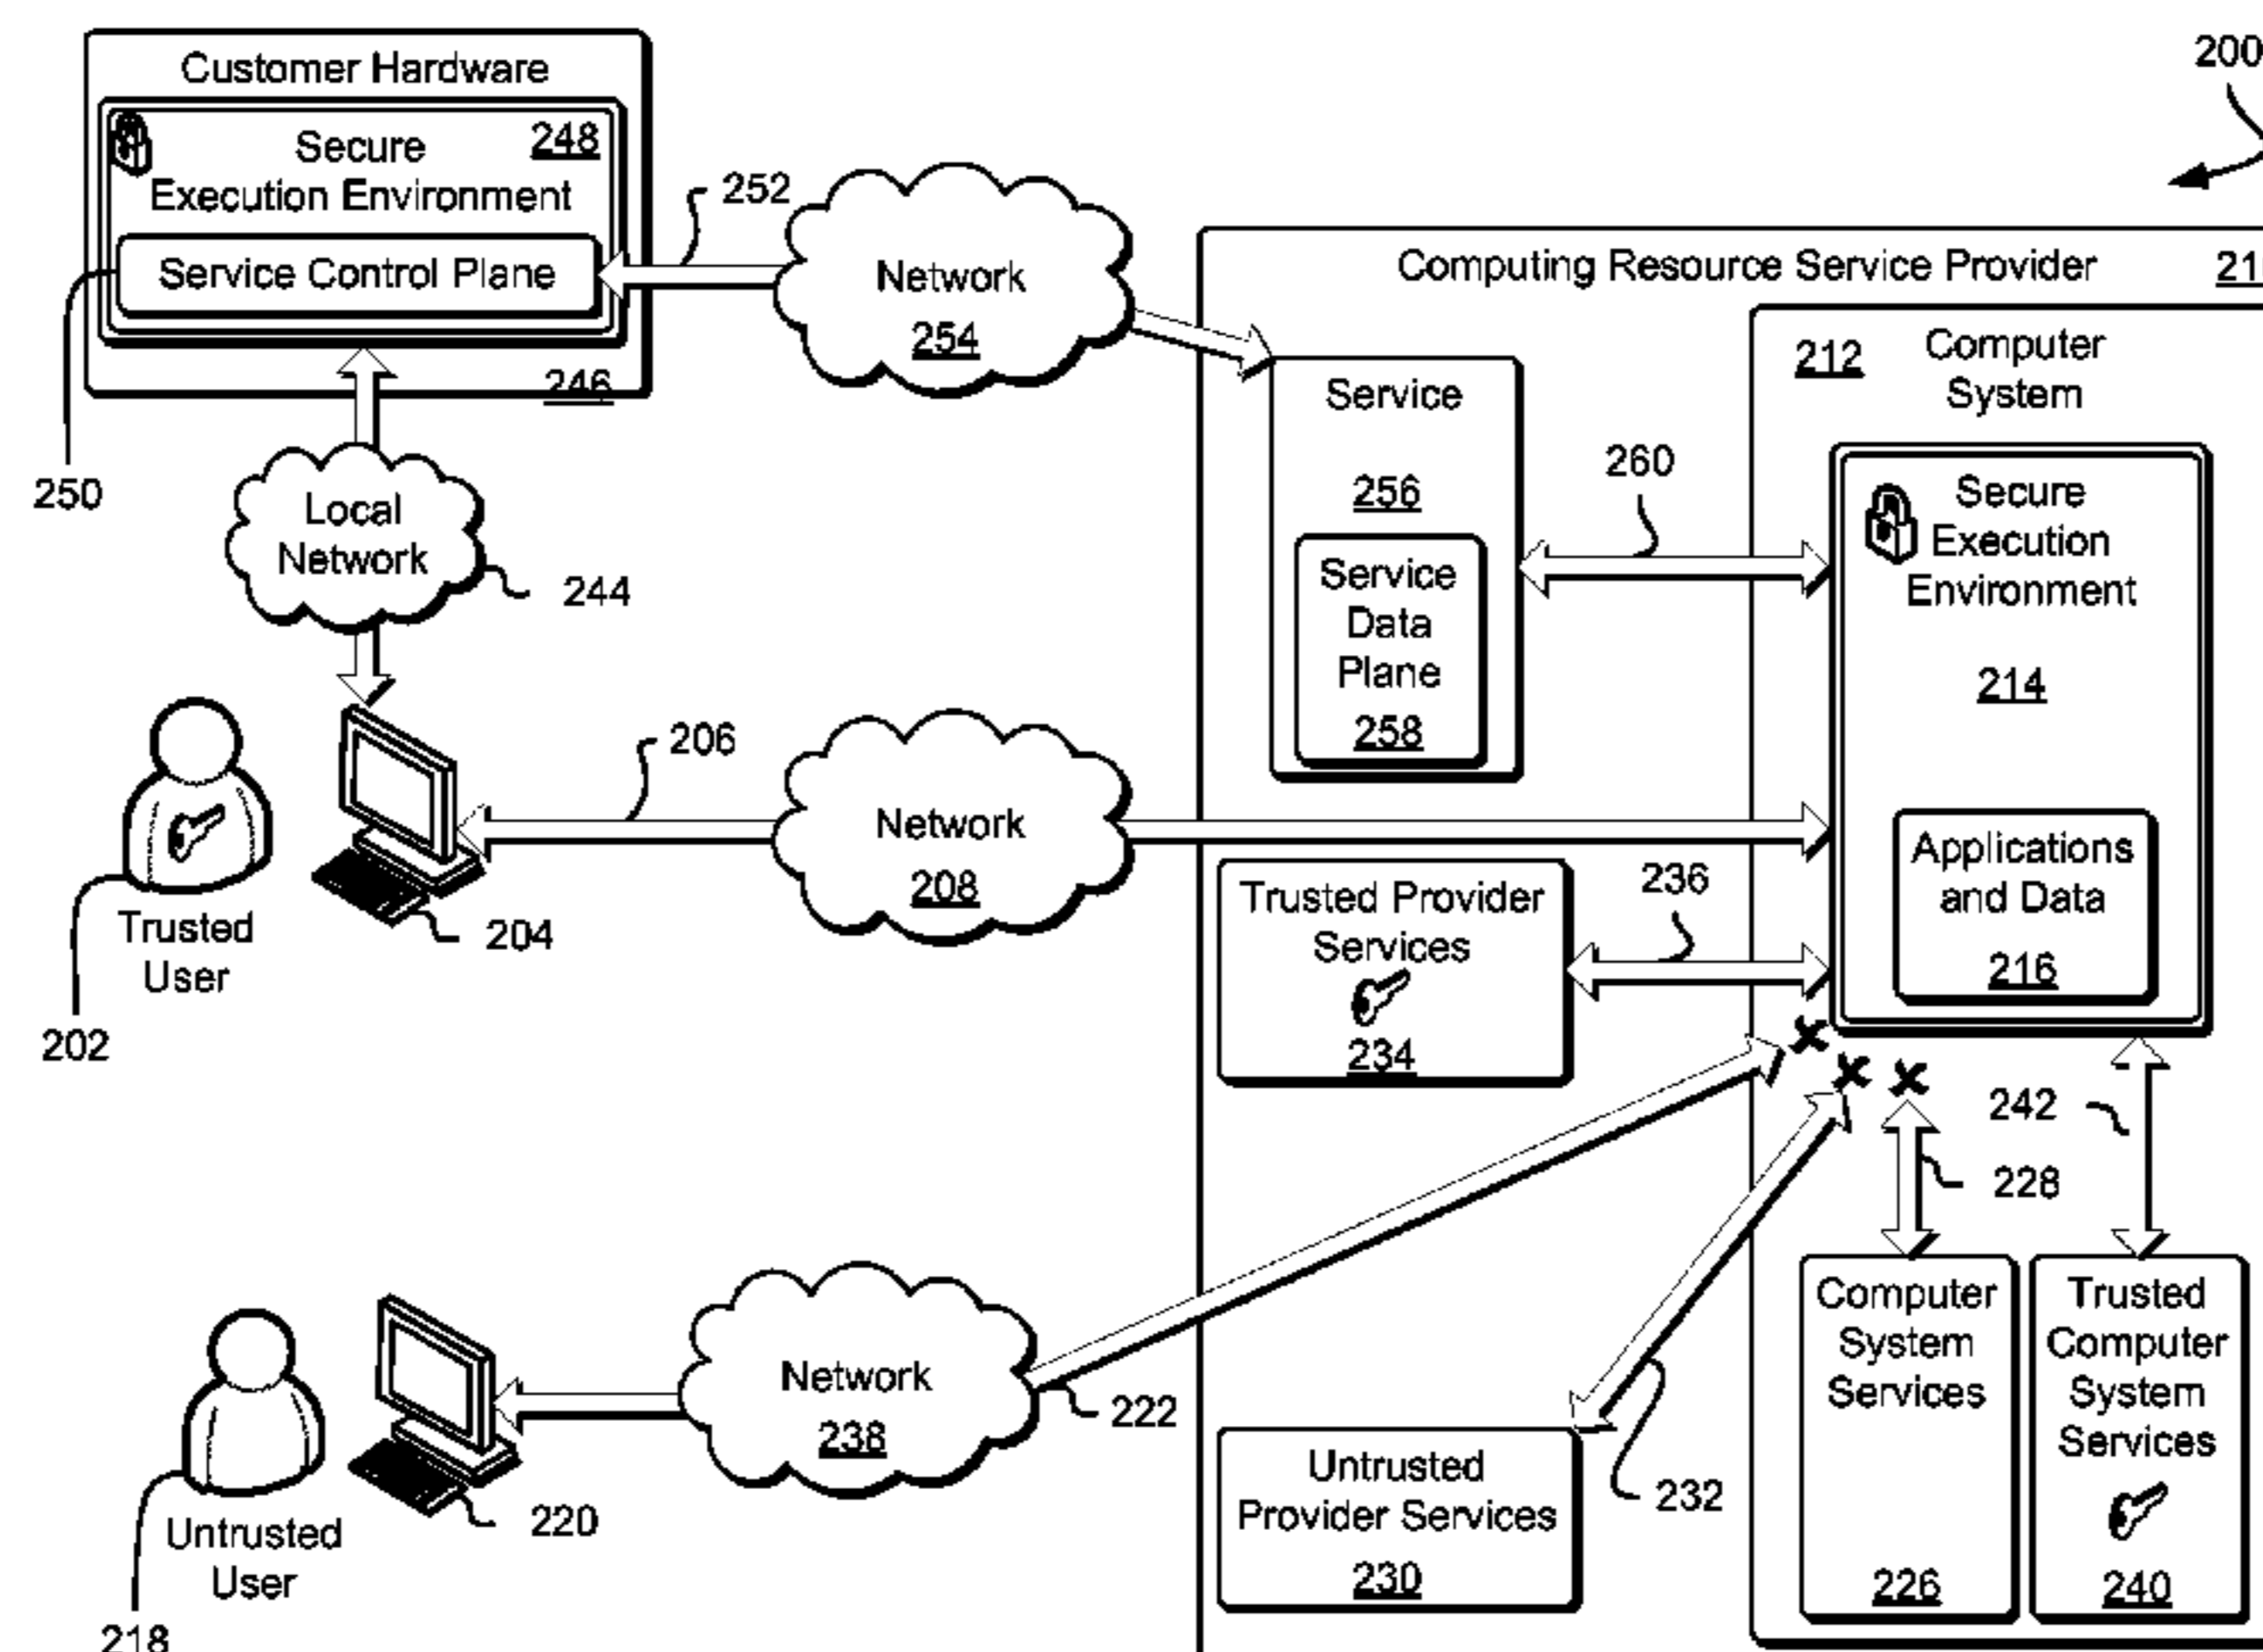 200
Customer Hardware
Secure
Execution Environment
248
Service Control Plane
246
250
252
Network
254
Local
Network
244
Trusted
User
202
204
206
Network
208
Untrusted
User
218
220
Network
238
222
Computing Resource Service Provider
Service
256
Service
Data
Plane
258
260
Trusted Provider
Services
234
236
Untrusted
Provider Services
230
232
212
Computer
System
Secure
Execution
Environment
214
Applications
and Data
216
242
228
Computer
System
Services
226
Trusted
Computer
System
Services
240